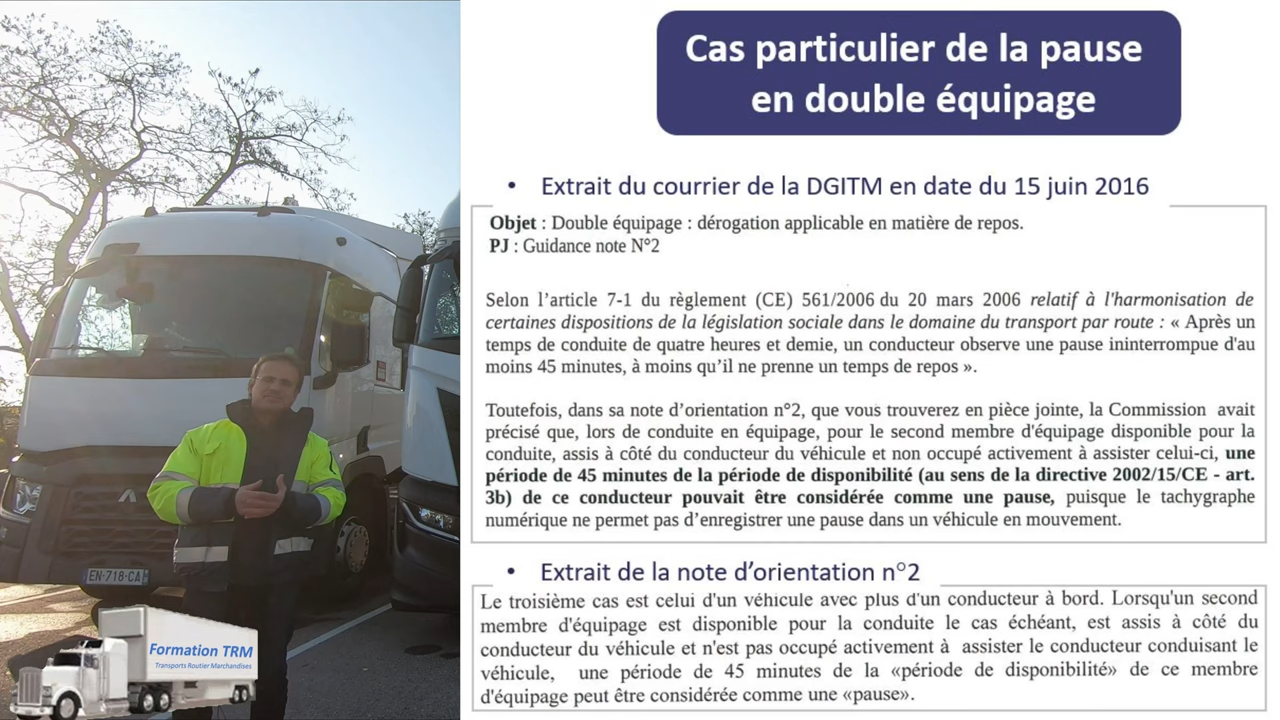 Cas particulier de la pause
en double équipage
• Extrait du courrier de la DGITM en date du 15 juin 2016
Objet : Double équipage : dérogation applicable en matière de repos.
PJ : Guidance note N°2
Selon l'article 7-1 du règlement (CE) 561/2006 du 20 mars 2006 relatif à l'harmonisation de
certaines dispositions de la législation sociale dans le domaine du transport par route : « Après un
temps de conduite de quatre heures et demie, un conducteur observe une pause ininterrompue d'au
moins 45 minutes, à moins qu'il ne prenne un temps de repos ».
Toutefois, dans sa note d'orientation n°2, que vous trouverez en pièce jointe, la Commission avait
précisé que, lors de conduite en équipage, pour le second membre d'équipage disponible pour la
conduite, assis à côté du conducteur du véhicule et non occupé activement à assister celui-ci, une
période de 45 minutes de la période de disponibilité (au sens de la directive 2002/15/CE - art.
3b) de ce conducteur pouvait être considérée comme une pause, puisque le tachygraphe
numérique ne permet pas d'enregistrer une pause dans un véhicule en mouvement.
• Extrait de la note d'orientation n°2
Le troisième cas est celui d'un véhicule avec plus d'un conducteur à bord. Lorsqu'un second
membre d'équipage est disponible pour la conduite le cas échéant, est assis à côté du
conducteur du véhicule et n'est pas occupé activement à assister le conducteur conduisant le
véhicule, une période de 45 minutes de la «période de disponibilité» de ce membre
d'équipage peut être considérée comme une «pause».
EN-718-CA
Formation TRM
Transports Routier Marchandises